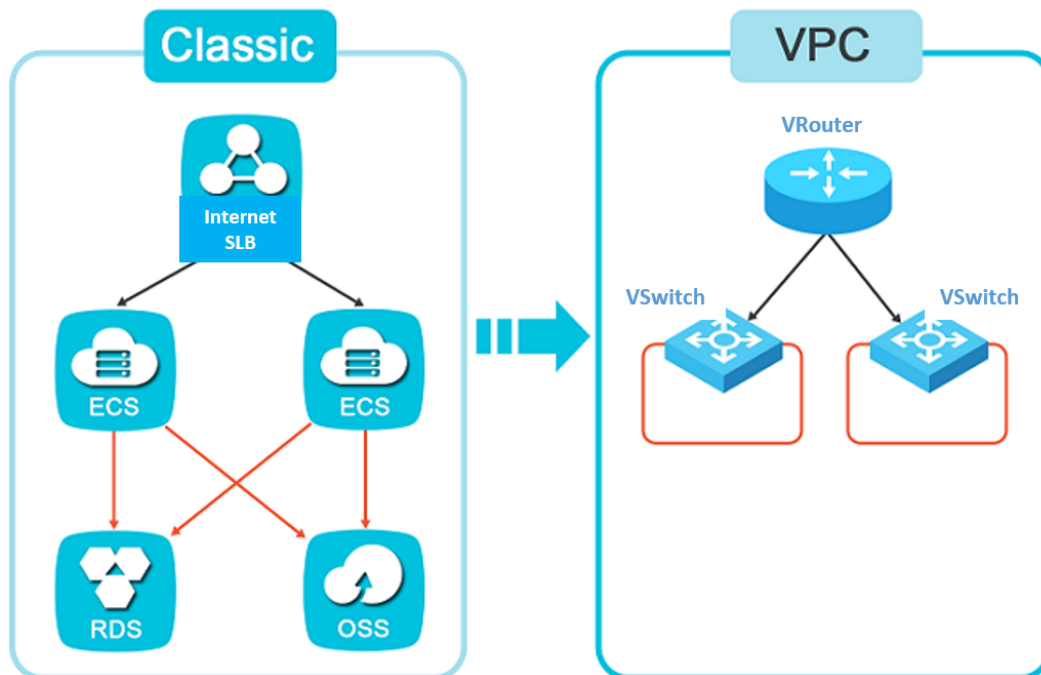 Classic
VPC
VRouter
Internet
SLB
VSwitch
VSwitch
ECS
ECS
RDS
OSS